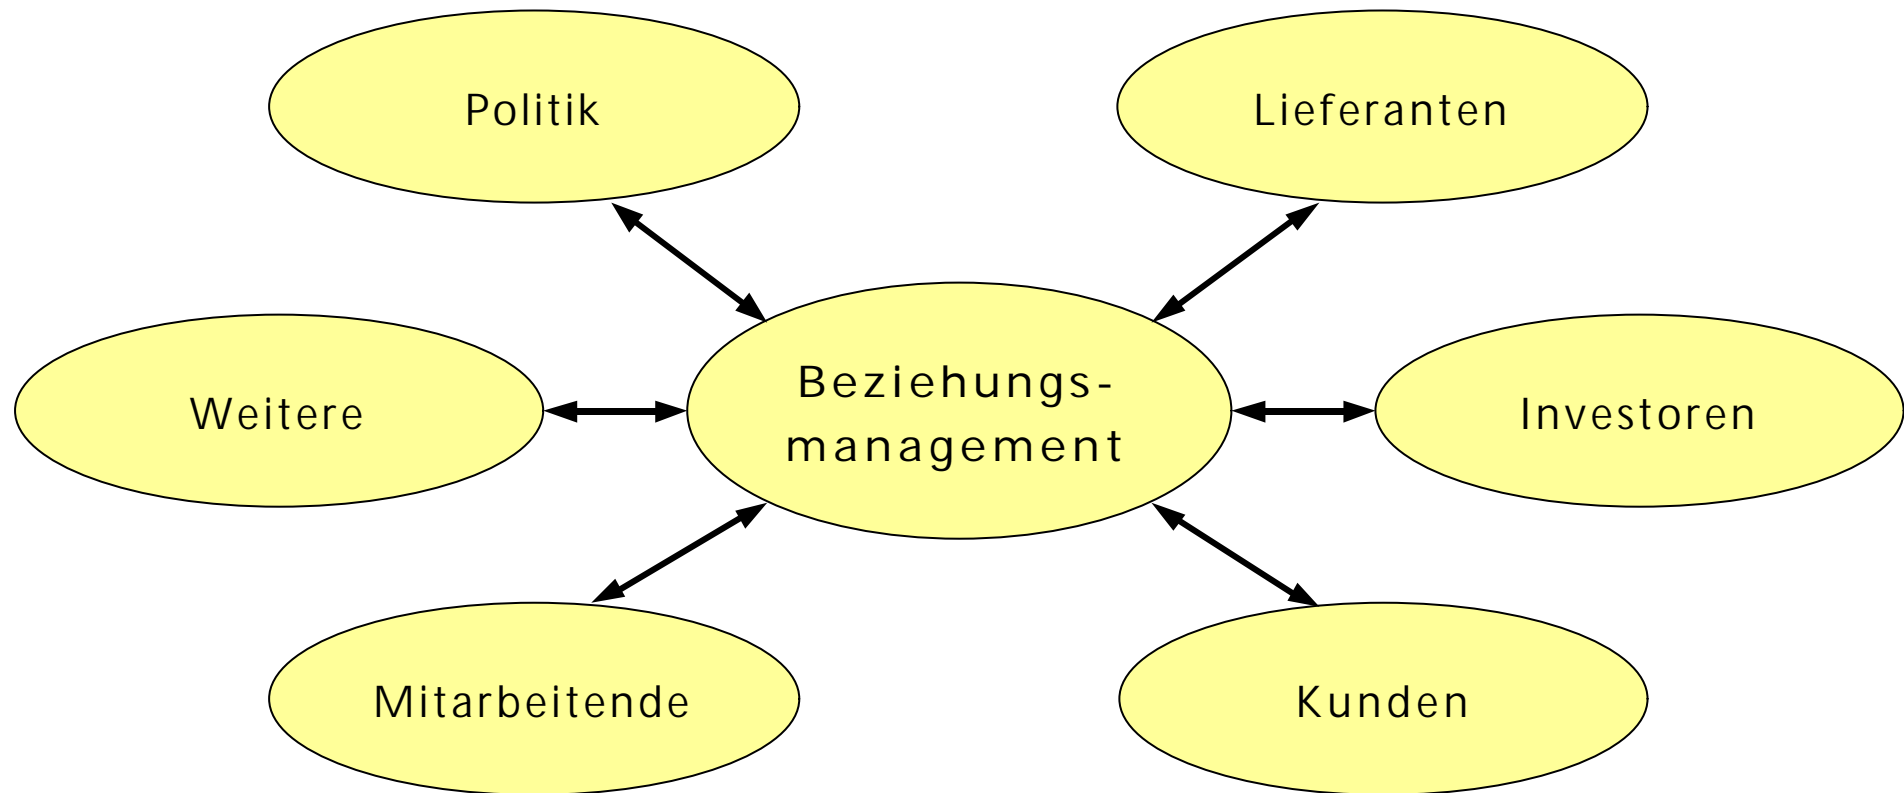 Politik
Lieferanten
Beziehungs-
management
Weitere
Investoren
Mitarbeitende
Kunden